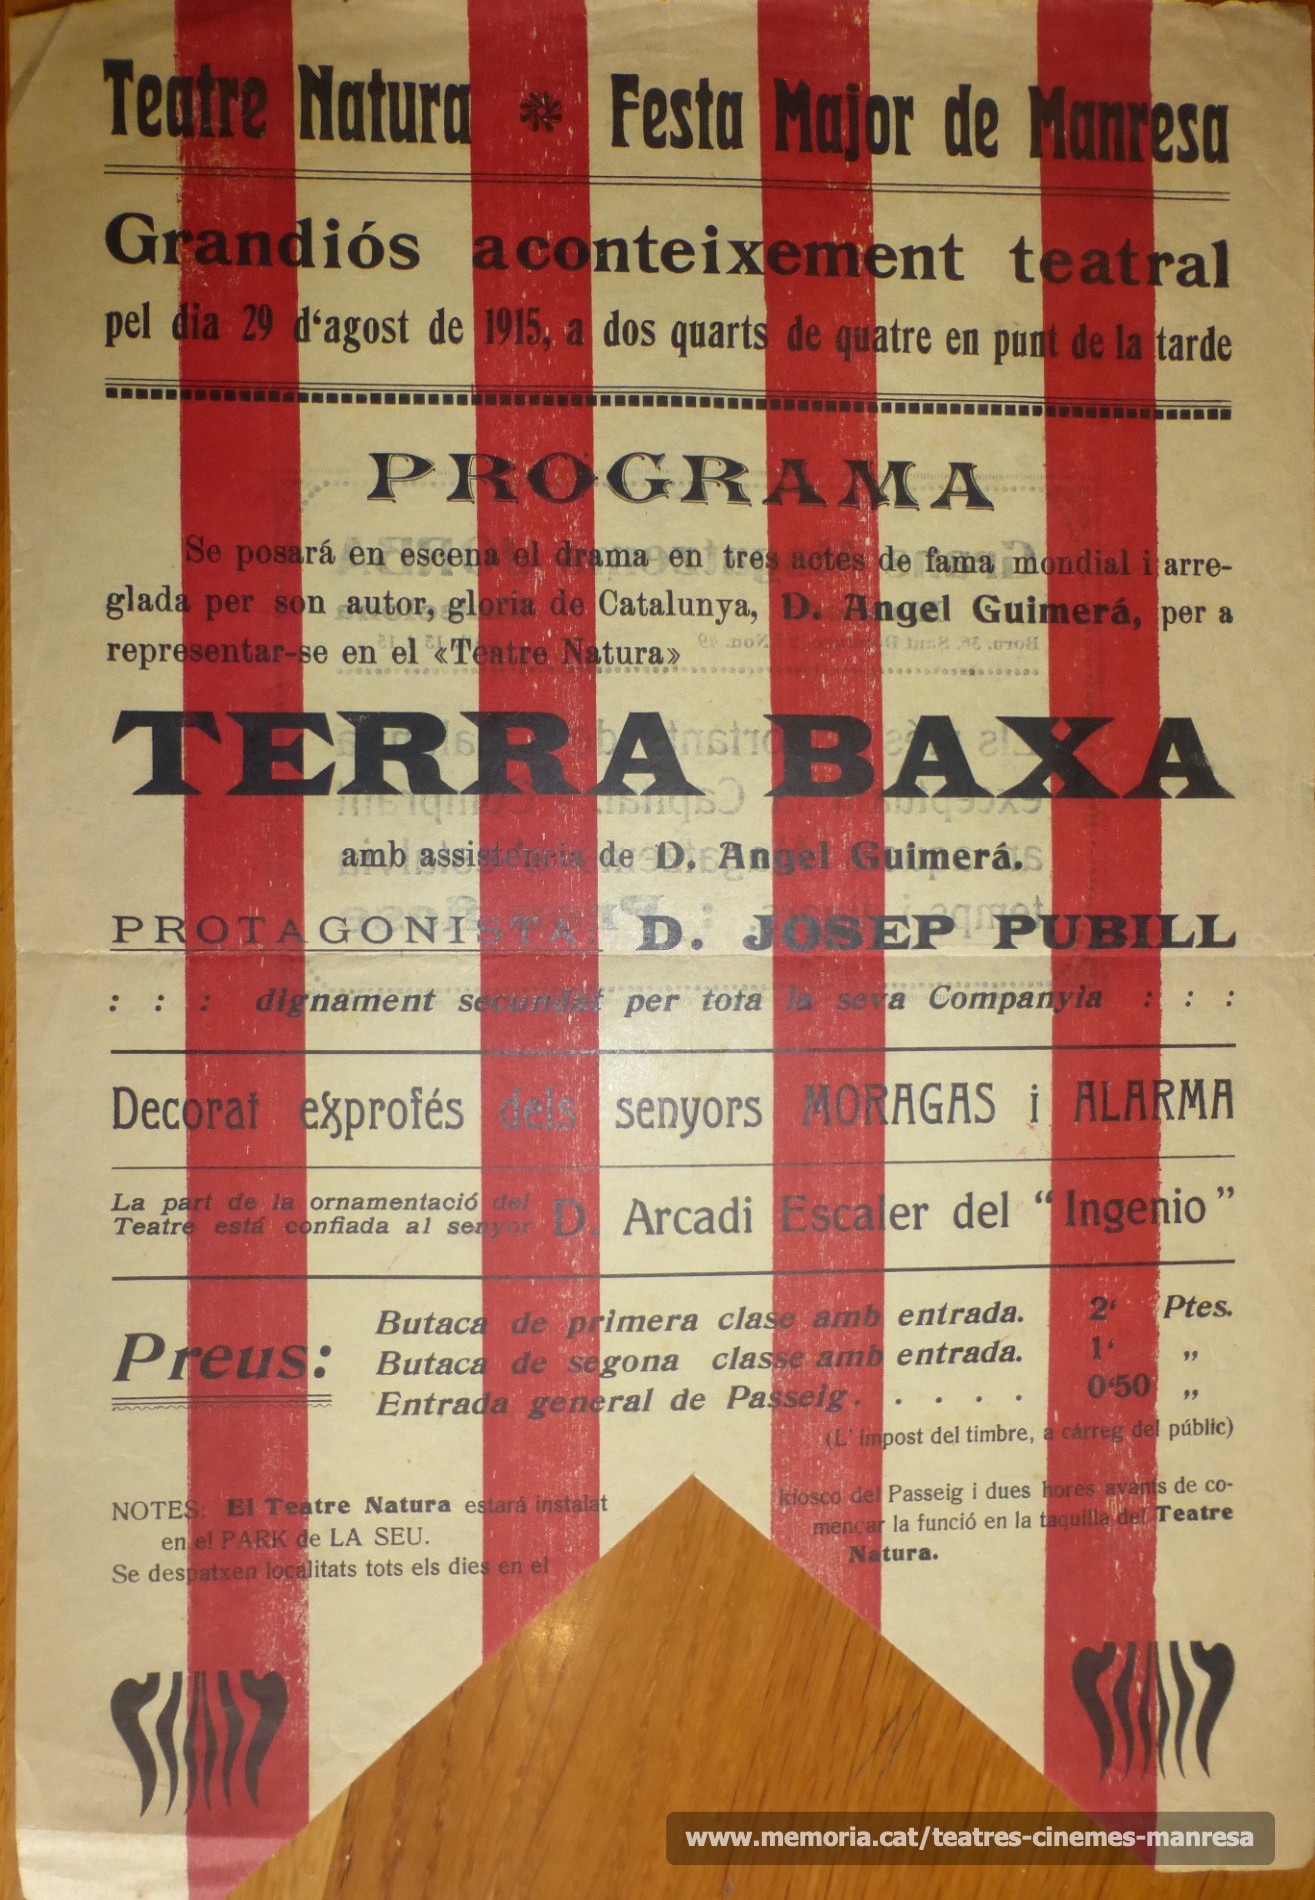 Teatre Natura * Festa Major de Manresa
Grandiós aconteixement teatral
pel dia 29 d'agost de 1915, a dos quarts de quatre en punt de la tarde
PROGRAMA
Se posará en escena el drama en tres actes de fama mondial i arre-
glada per son autor, gloria de Catalunya, D. Angel Guimerá, per a
representar-se en el «Teatre Natura»
TERRA BAXA
amb assisténcia de D. Angel Guimerá.
PROTAGONISTA: D. JOSEP PUBILL
: : : dignament secundat per tota la seva Companyia : : :
Decorat exprofés dels senyors MORAGAS i ALARMA
La part de la ornamentació del
Teatre está confiada al senyor D. Arcadi Escaler del "Ingenio"
Preus:
Butaca de primera clase amb entrada. 2' Ptes.
Butaca de segona classe amb entrada. 1' „
Entrada general de Passeig. . . . . . 0'50 „
(L' impost del timbre, a cárreg del públic)
NOTES: El Teatre Natura estará instalat
en el PARK de LA SEU.
Se despatxen localitats tots els dies en el
kiosco del Passeig i dues hores avants de co-
mençar la funció en la taquilla del Teatre
Natura.
www.memoria.cat/teatres-cinemes-manresa